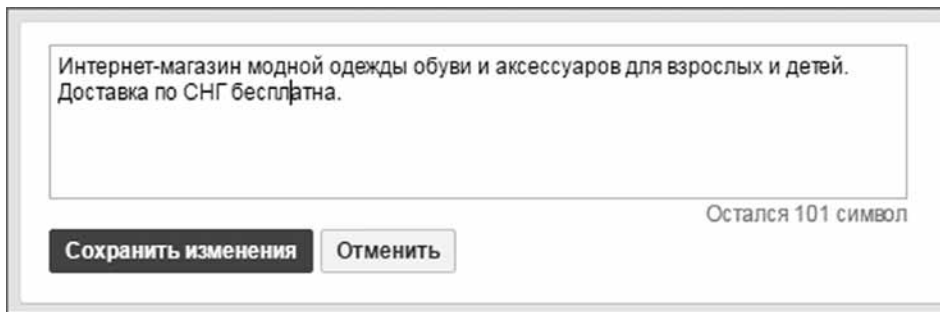 Интернет-магазин модной одежды обуви и аксессуаров для взрослых и детей.
Доставка по СНГ бесплатна.
Остался 101 символ
Сохранить изменения Отменить